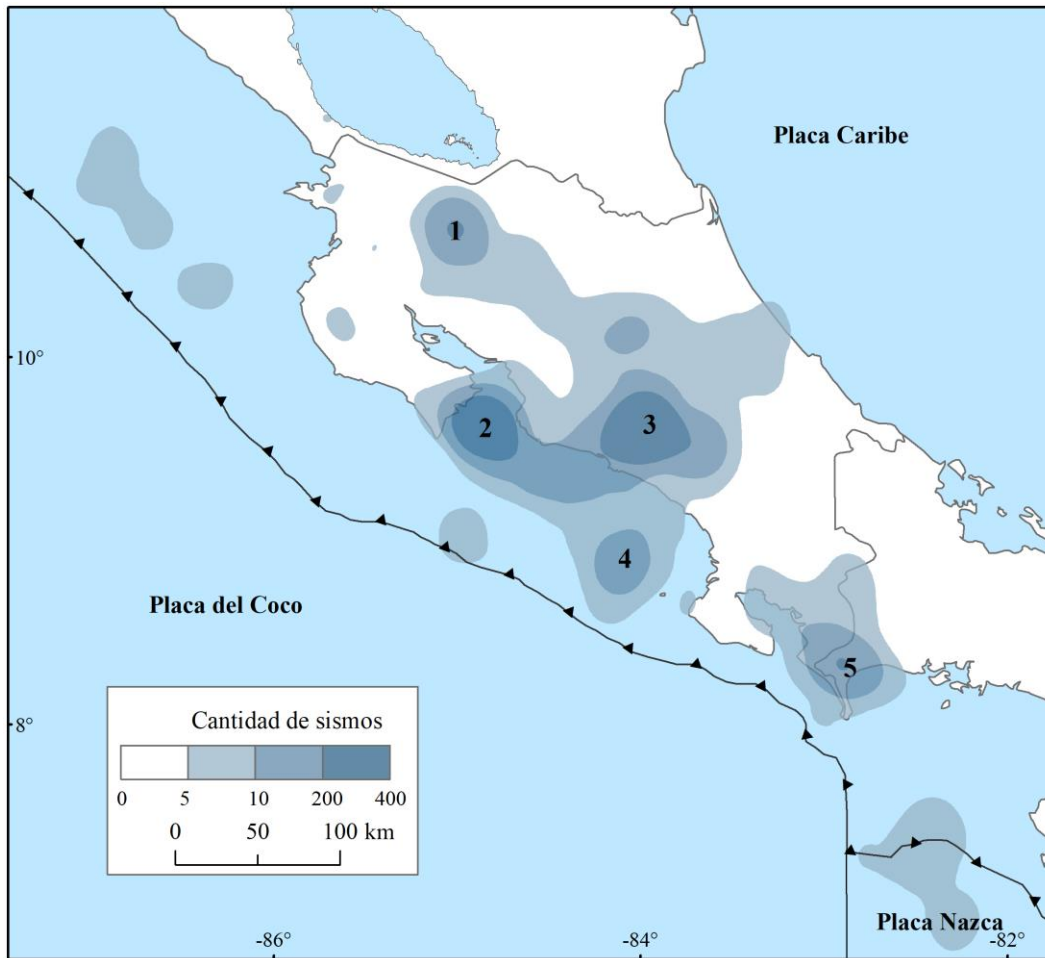 Placa Caribe
1
10°
2
3
4
Placa del Coco
5
8°
Cantidad de sismos
0 5 10 200 400
0 50 100 km
Placa Nazca
-86° -84° -82°